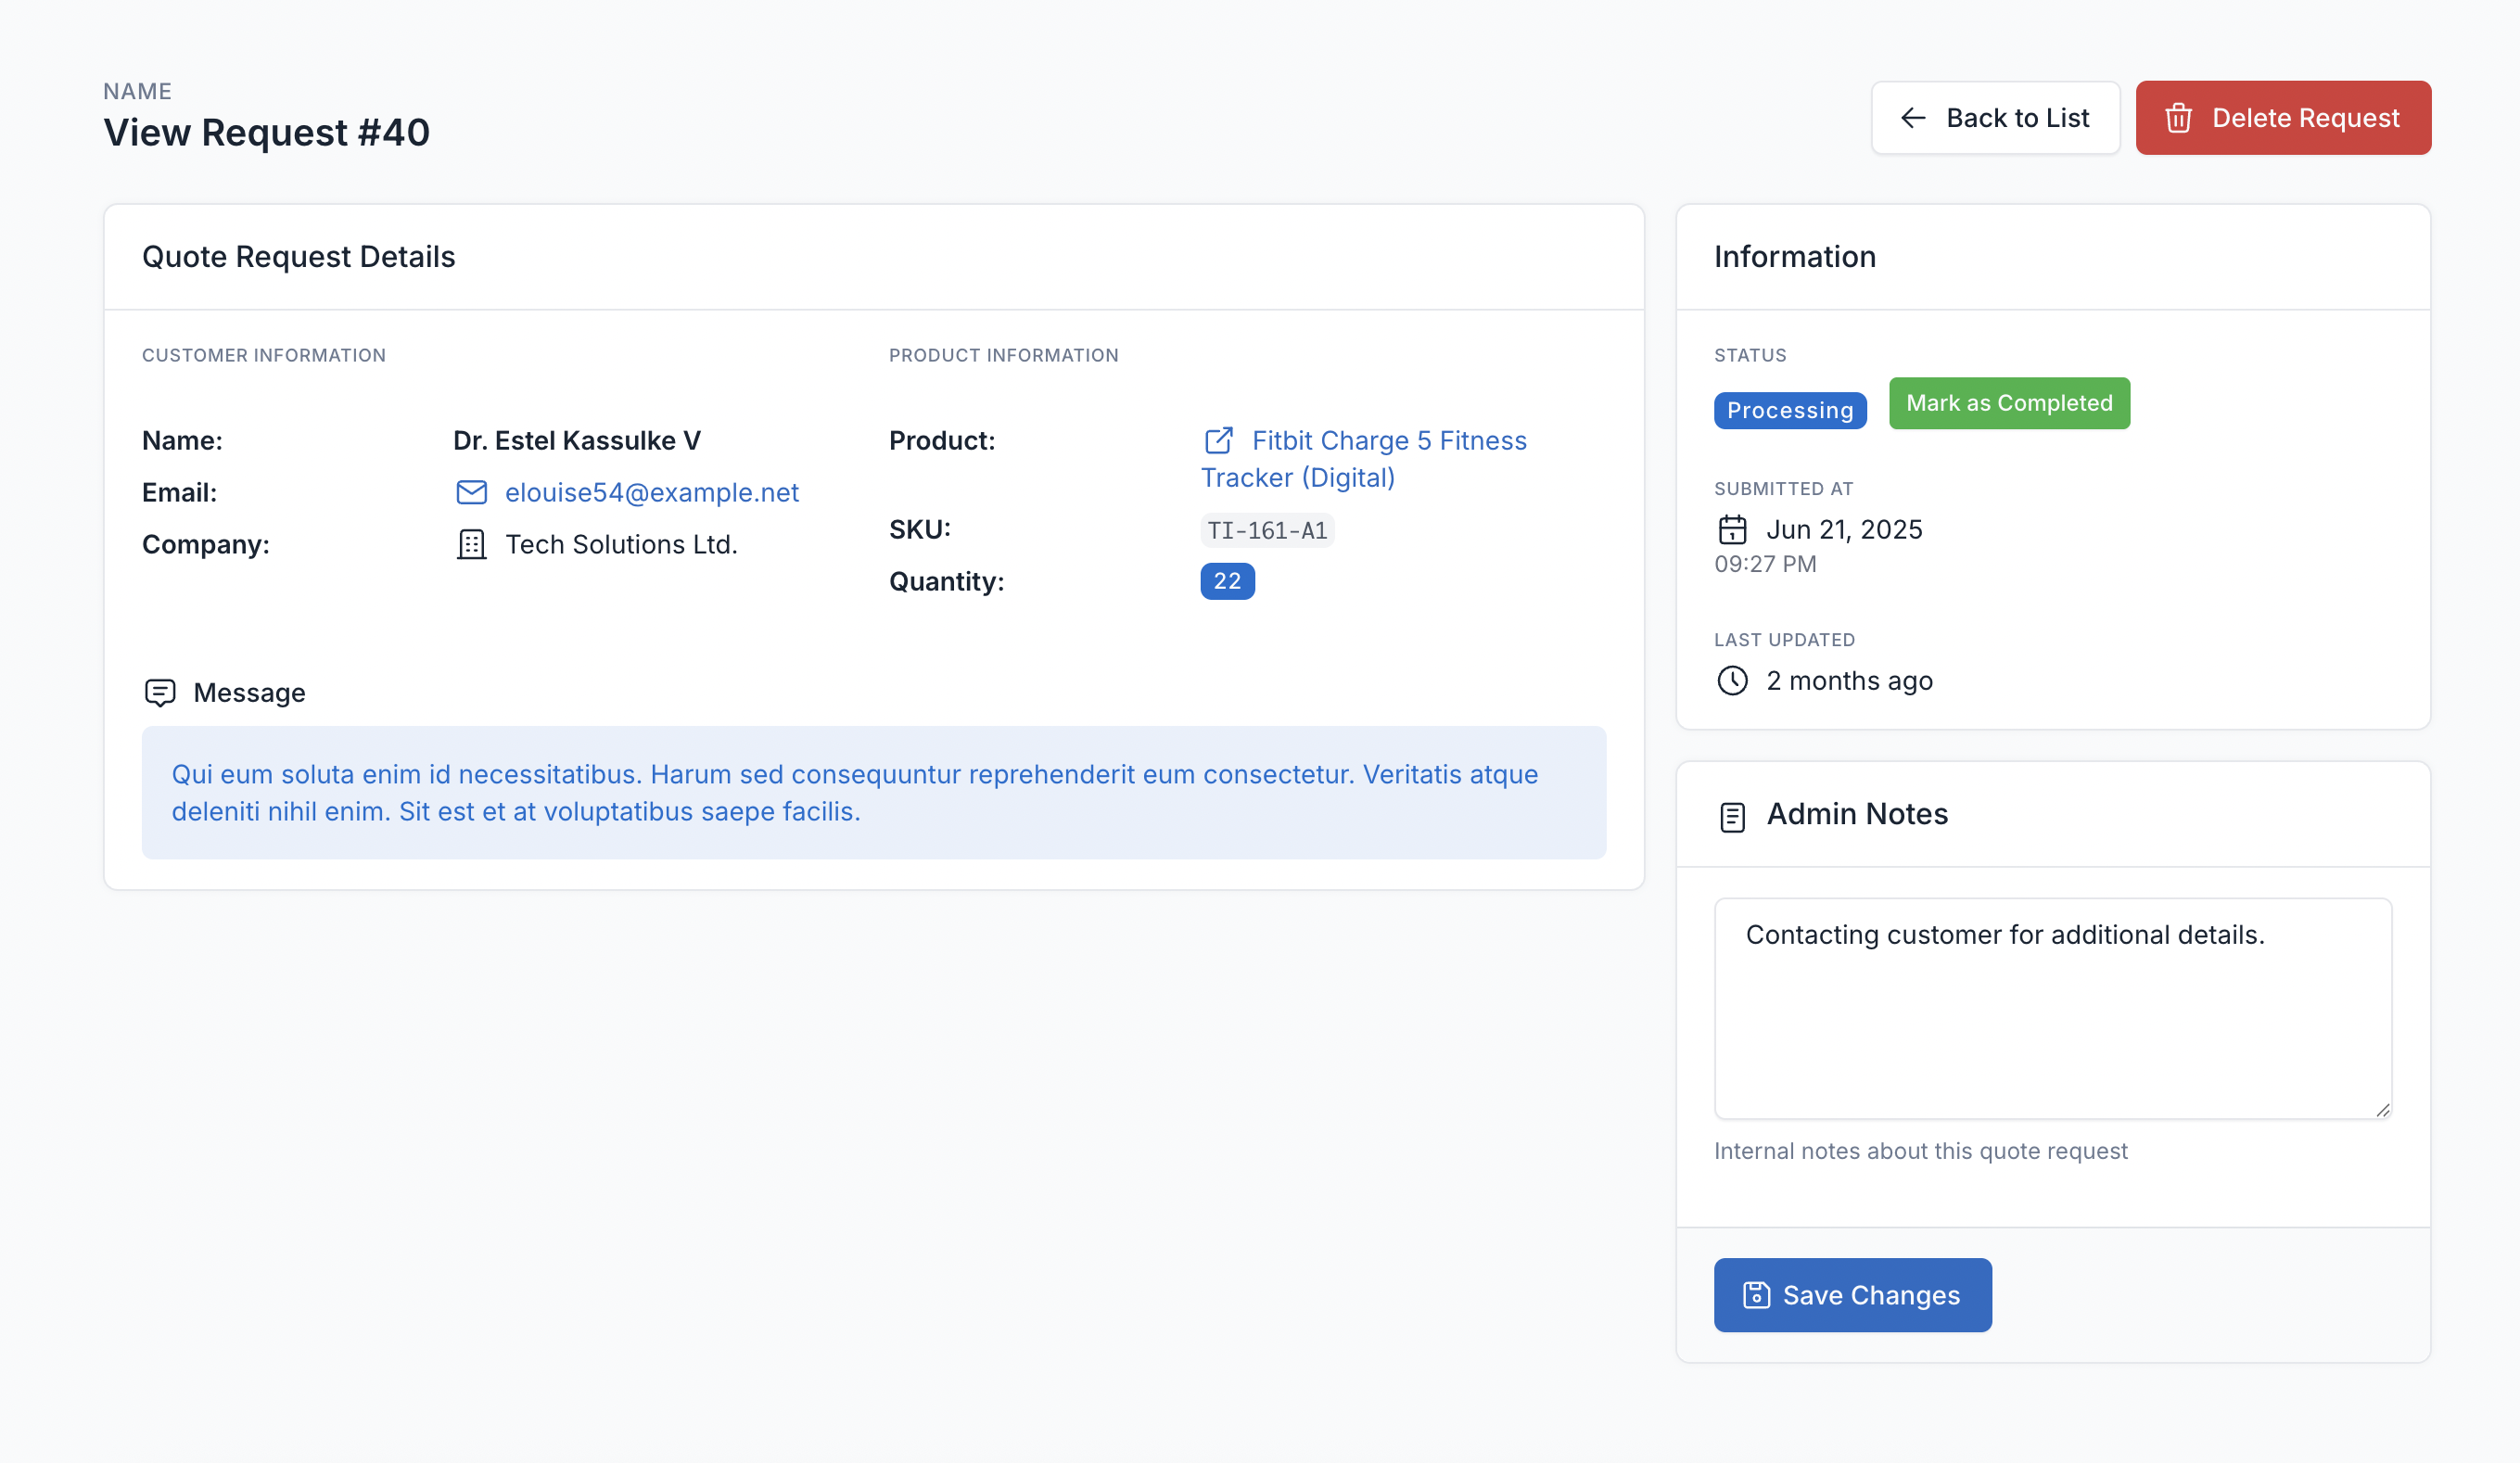 NAME
View Request #40
Back to List
Delete Request
Quote Request Details
CUSTOMER INFORMATION
Name:
Dr. Estel Kassulke V
Email:
elouise54@example.net
Company:
Tech Solutions Ltd.
PRODUCT INFORMATION
Product:
Fitbit Charge 5 Fitness
Tracker (Digital)
SKU:
TI-161-A1
Quantity:
22
Message
Qui eum soluta enim id necessitatibus. Harum sed consequuntur reprehenderit eum consectetur. Veritatis atque
deleniti nihil enim. Sit est et at voluptatibus saepe facilis.
Information
STATUS
Processing
Mark as Completed
SUBMITTED AT
Jun 21, 2025
09:27 PM
LAST UPDATED
2 months ago
Admin Notes
Contacting customer for additional details.
Internal notes about this quote request
Save Changes